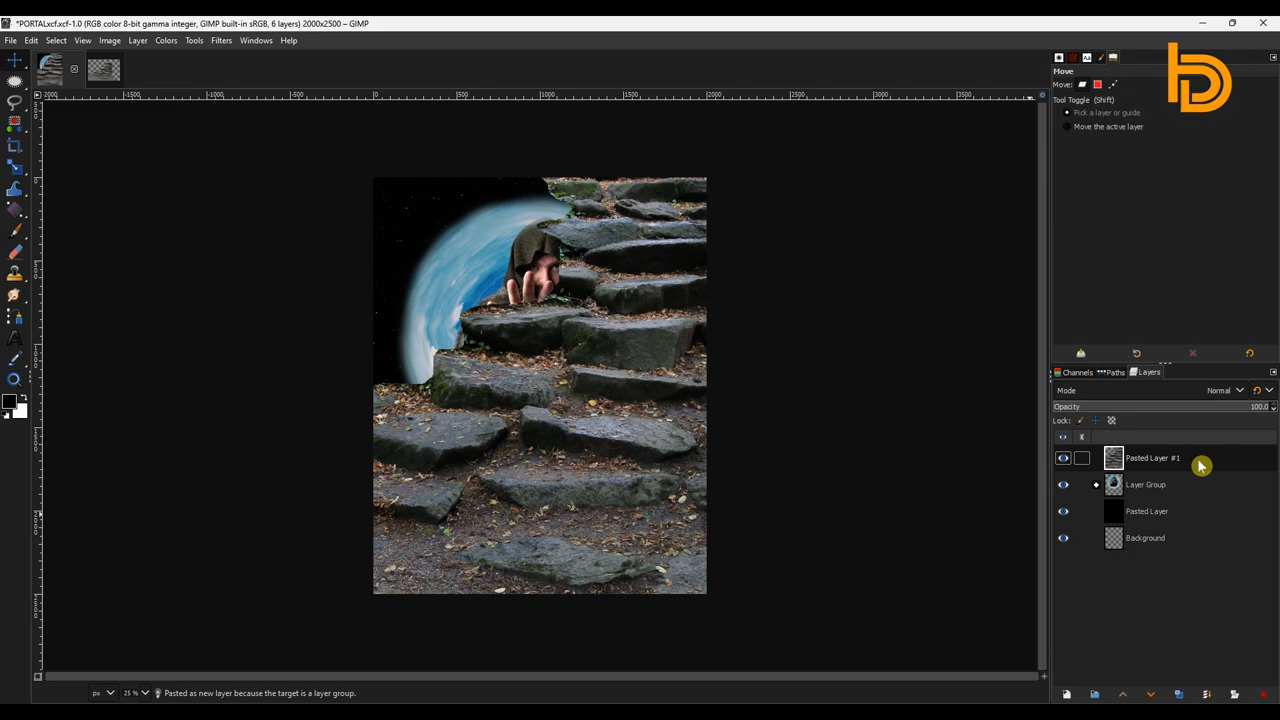 *PORTALxcf.xcf-1.0 (RGB color 8-bit gamma integer, GIMP built-in sRGB, 6 layers) 2000x2500 – GIMP
File Edit Select View Image Layer Colors Tools Filters Windows Help
Move
Move:
Tool Toggle (Shift)
Pick a layer or guide
Move the active layer
Channels Paths Layers
Mode Normal
Opacity 100.0
Lock:
Pasted Layer #1
Layer Group
Pasted Layer
Background
px 25 % Pasted as new layer because the target is a layer group.